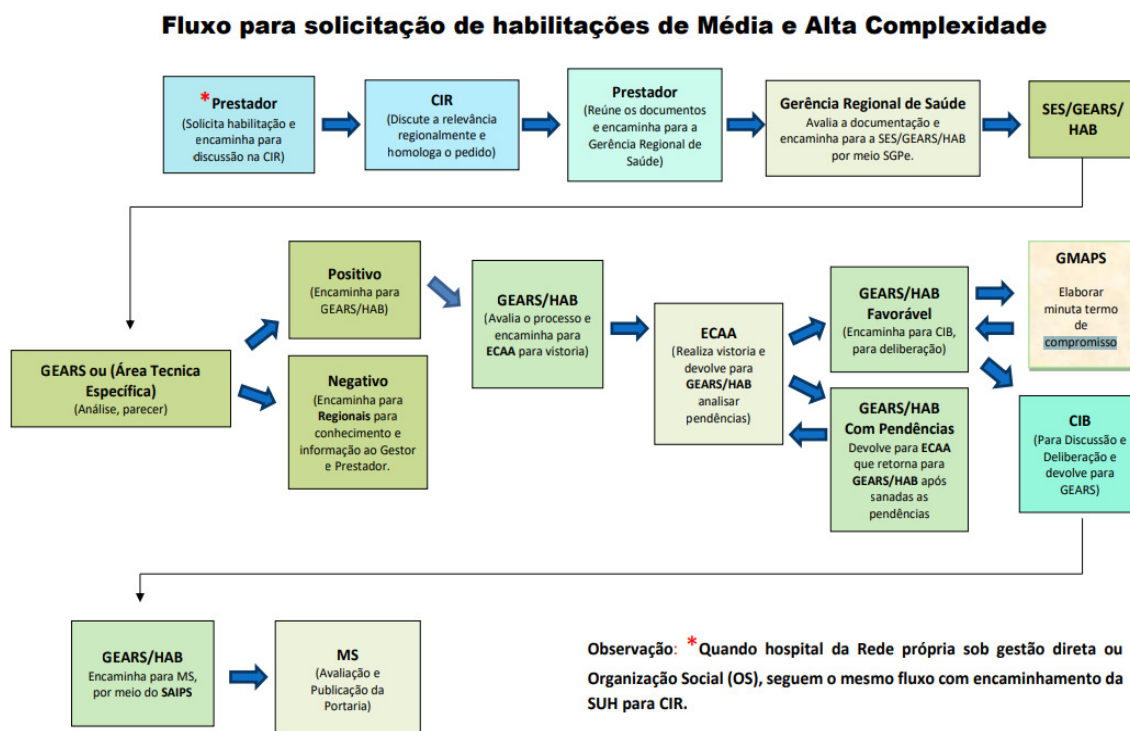 Fluxo para solicitação de habilitações de Média e Alta Complexidade
*Prestador
(Solicita habilitação e
encaminha para
discussão na CIR)
CIR
(Discute a relevância
regionalmente e
homologa o pedido)
Prestador
(Reúne os documentos
e encaminha para a
Gerência Regional de
Saúde)
Gerência Regional de Saúde
Avalia a documentação e
encaminha para a SES/GEARS/HAB
por meio SGPe.
SES/GEARS/
HAB
GEARS ou (Área Tecnica
Específica)
(Análise, parecer)
Positivo
(Encaminha para
GEARS/HAB)
Negativo
(Encaminha para
Regionais para
conhecimento e
informação ao Gestor
e Prestador.
GEARS/HAB
(Avalia o processo e
encaminha para
ECAA para vistoria)
ECAA
(Realiza vistoria e
devolve para
GEARS/HAB
analisar
pendências)
GEARS/HAB
Favorável
(Encaminha para CIB,
para deliberação)
GEARS/HAB
Com Pendências
Devolve para ECAA
que retorna para
GEARS/HAB após
sanadas as
pendências
GMAPS
Elaborar
minuta termo
de
compromisso
CIB
(Para Discussão e
Deliberação e
devolve para
GEARS)
GEARS/HAB
Encaminha para MS,
por meio do SAIPS
MS
(Avaliação e
Publicação da
Portaria)
Observação: *Quando hospital da Rede própria sob gestão direta ou
Organização Social (OS), seguem o mesmo fluxo com encaminhamento da
SUH para CIR.